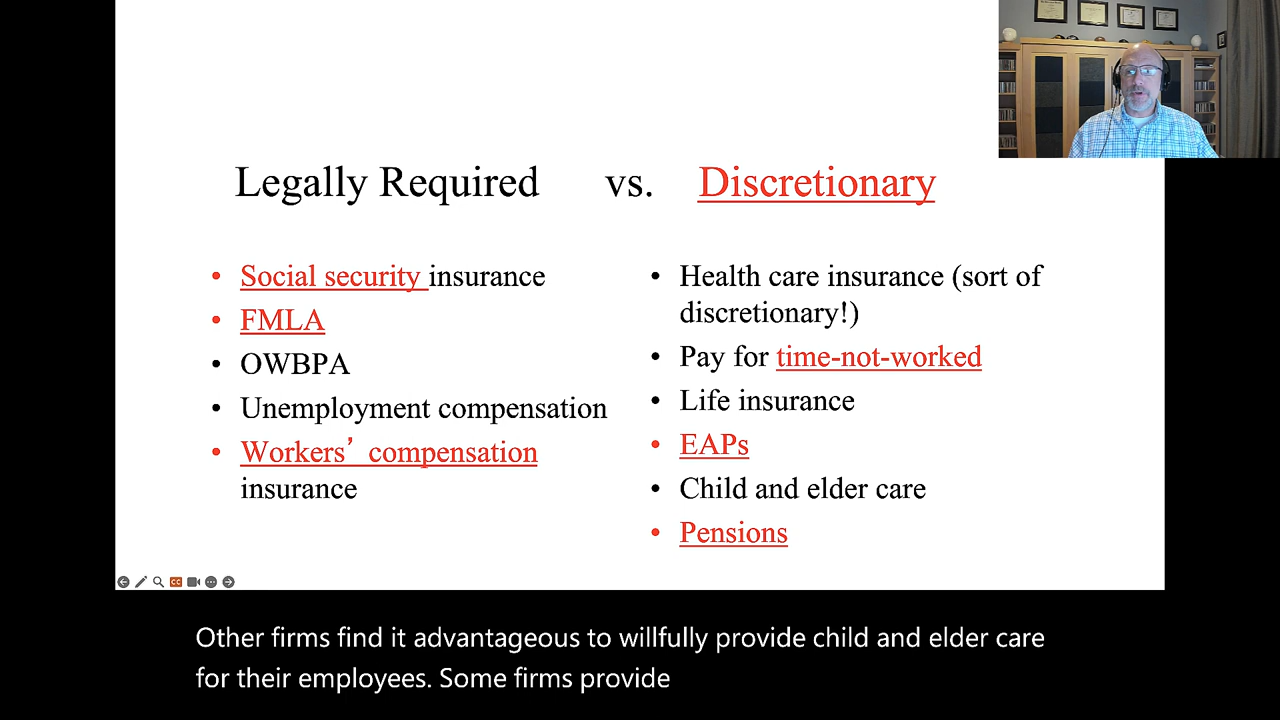 Legally Required vs. Discretionary
• Social security insurance
• FMLA
• OWBPA
• Unemployment compensation
• Workers’ compensation
insurance
• Health care insurance (sort of
discretionary!)
• Pay for time-not-worked
• Life insurance
• EAPs
• Child and elder care
• Pensions
CC
Other firms find it advantageous to willfully provide child and elder care
for their employees. Some firms provide